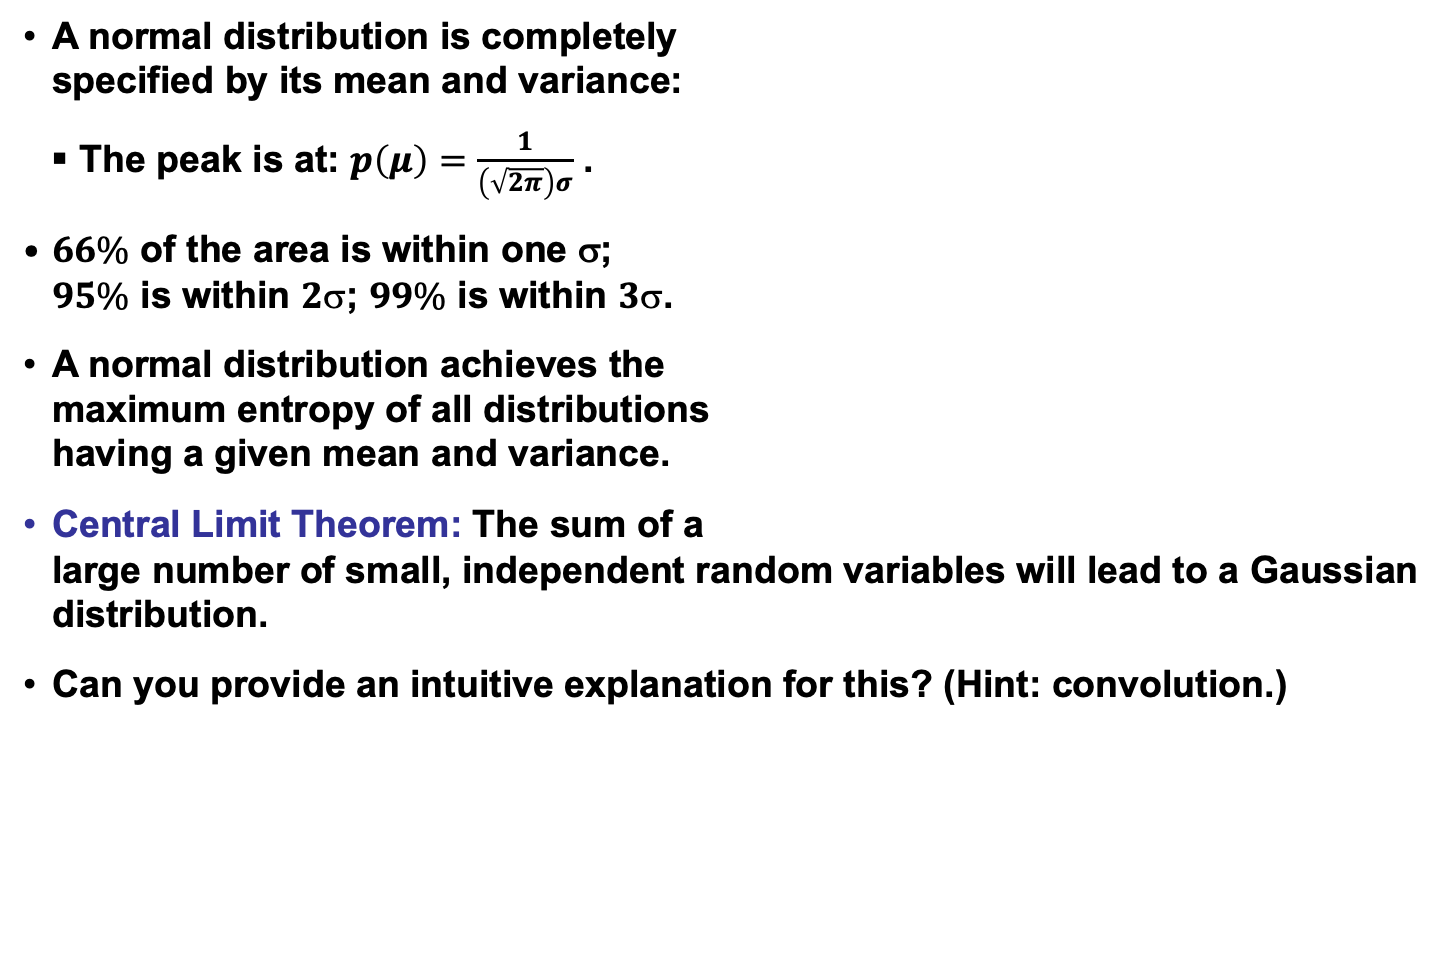 • A normal distribution is completely
specified by its mean and variance:
▪ The peak is at: p(μ) = 1/((√2π)σ) .
• 66% of the area is within one σ;
95% is within 2σ; 99% is within 3σ.
• A normal distribution achieves the
maximum entropy of all distributions
having a given mean and variance.
• Central Limit Theorem: The sum of a
large number of small, independent random variables will lead to a Gaussian
distribution.
• Can you provide an intuitive explanation for this? (Hint: convolution.)